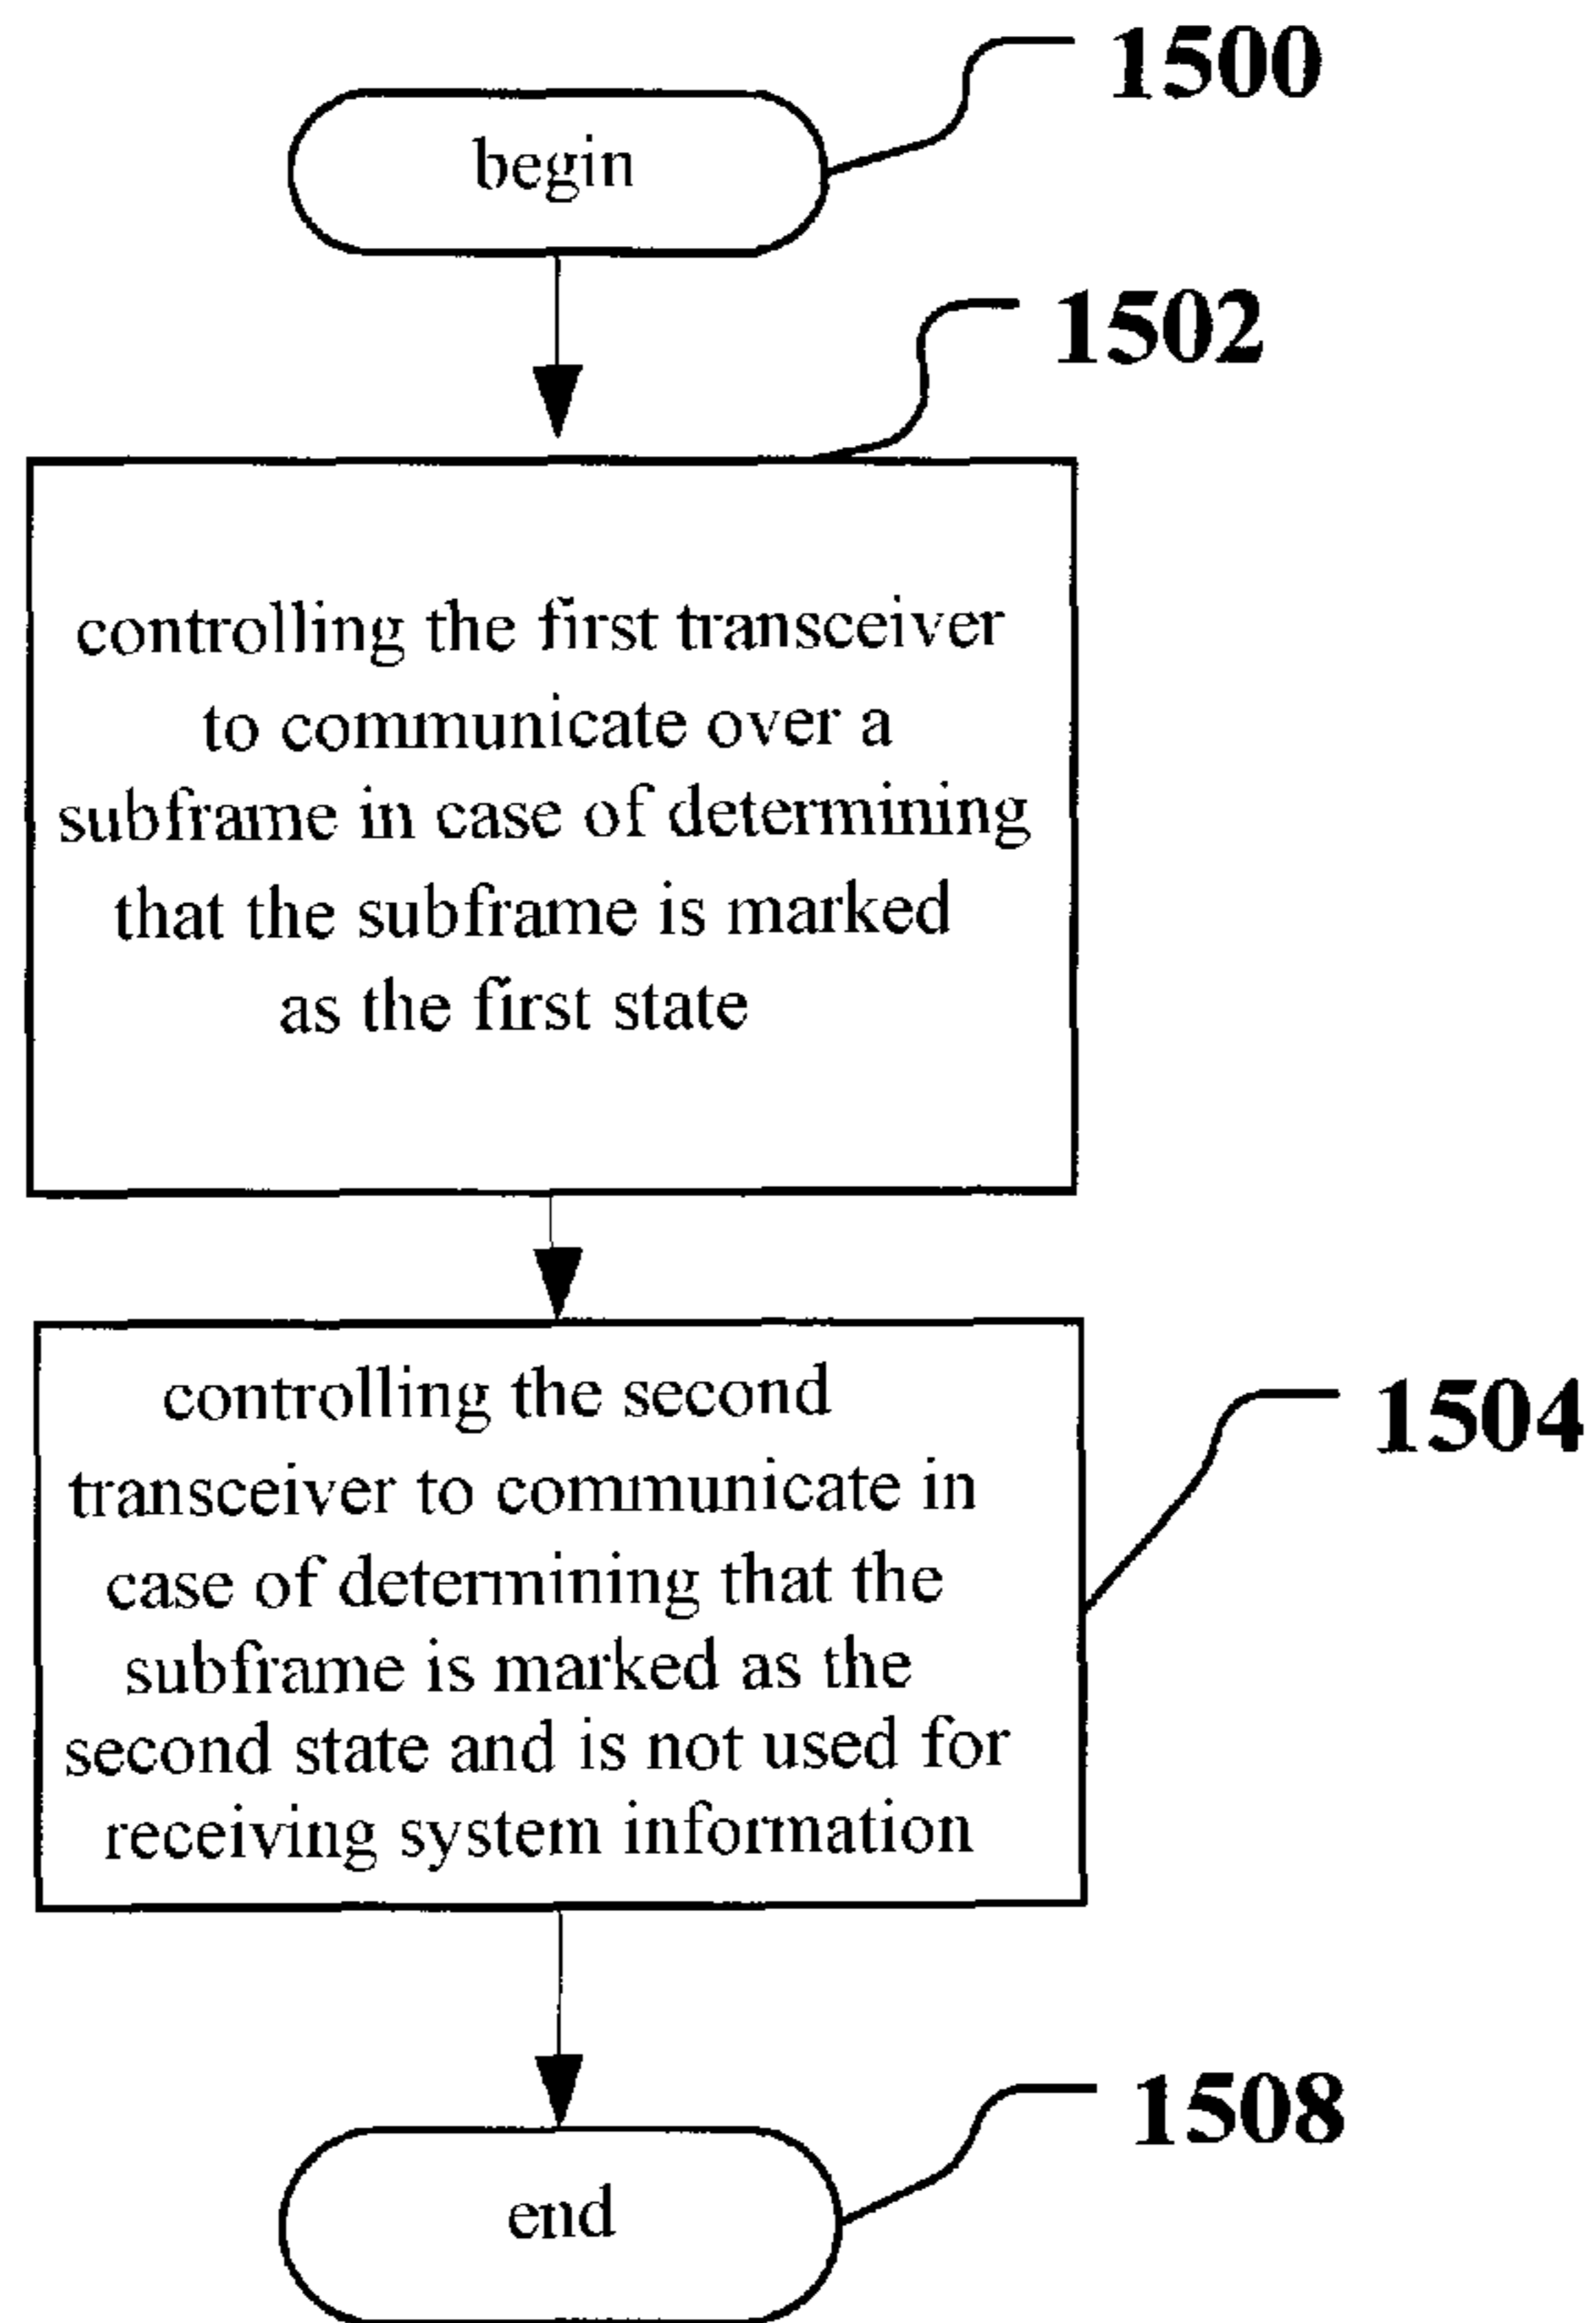 1500
begin
1502
controlling the first transceiver
to communicate over a
subframe in case of determining
that the subframe is marked
as the first state
controlling the second
transceiver to communicate in
case of determining that the
subframe is marked as the
second state and is not used for
receiving system information
1504
1508
end